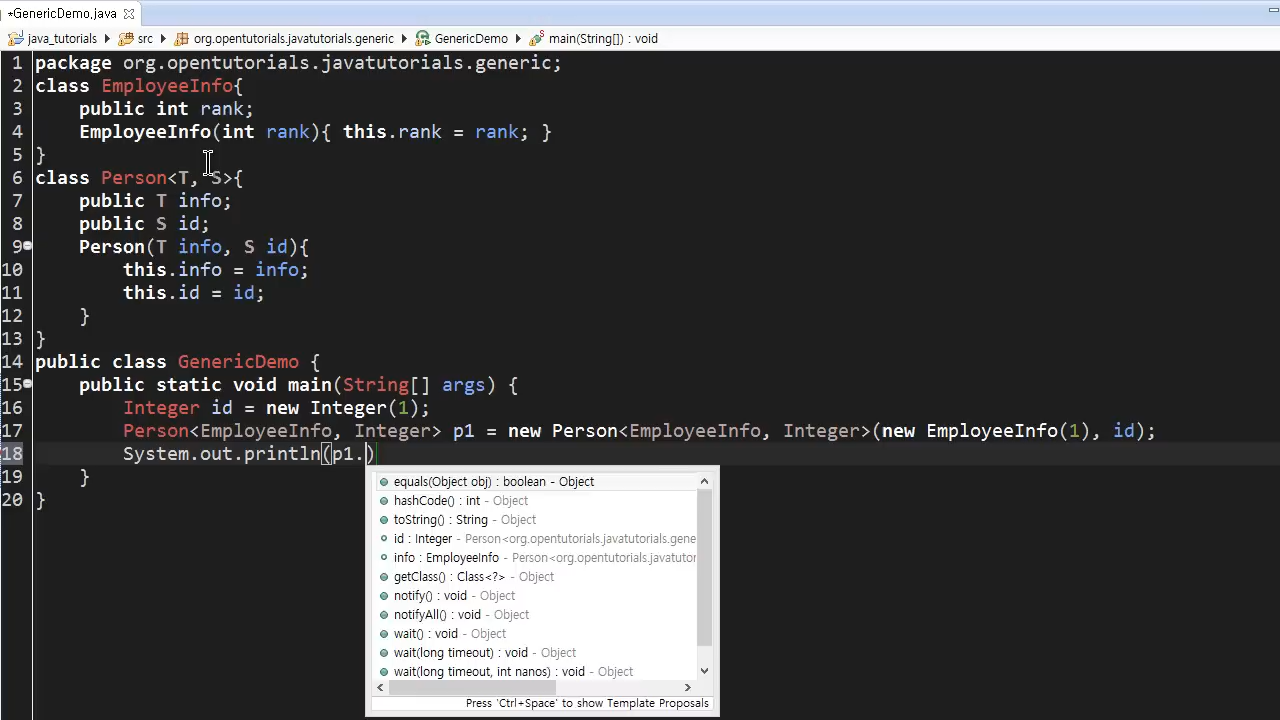 *GenericDemo.java
java_tutorials src org.opentutorials.javatutorials.generic GenericDemo main(String[]) : void
1 package org.opentutorials.javatutorials.generic;
2 class EmployeeInfo{
3 public int rank;
4 EmployeeInfo(int rank){ this.rank = rank; }
5 }
6 class Person<T, S>{
7 public T info;
8 public S id;
9 Person(T info, S id){
10 this.info = info;
11 this.id = id;
12 }
13 }
14 public class GenericDemo {
15 public static void main(String[] args) {
16 Integer id = new Integer(1);
17 Person<EmployeeInfo, Integer> p1 = new Person<EmployeeInfo, Integer>(new EmployeeInfo(1), id);
18 System.out.println(p1.)
19 }
20 }
equals(Object obj) : boolean - Object
hashCode() : int - Object
toString() : String - Object
id : Integer - Person<org.opentutorials.javatutorials.gene
info : EmployeeInfo - Person<org.opentutorials.javatutor
getClass() : Class<?> - Object
notify() : void - Object
notifyAll() : void - Object
wait() : void - Object
wait(long timeout) : void - Object
wait(long timeout, int nanos) : void - Object
Press 'Ctrl+Space' to show Template Proposals